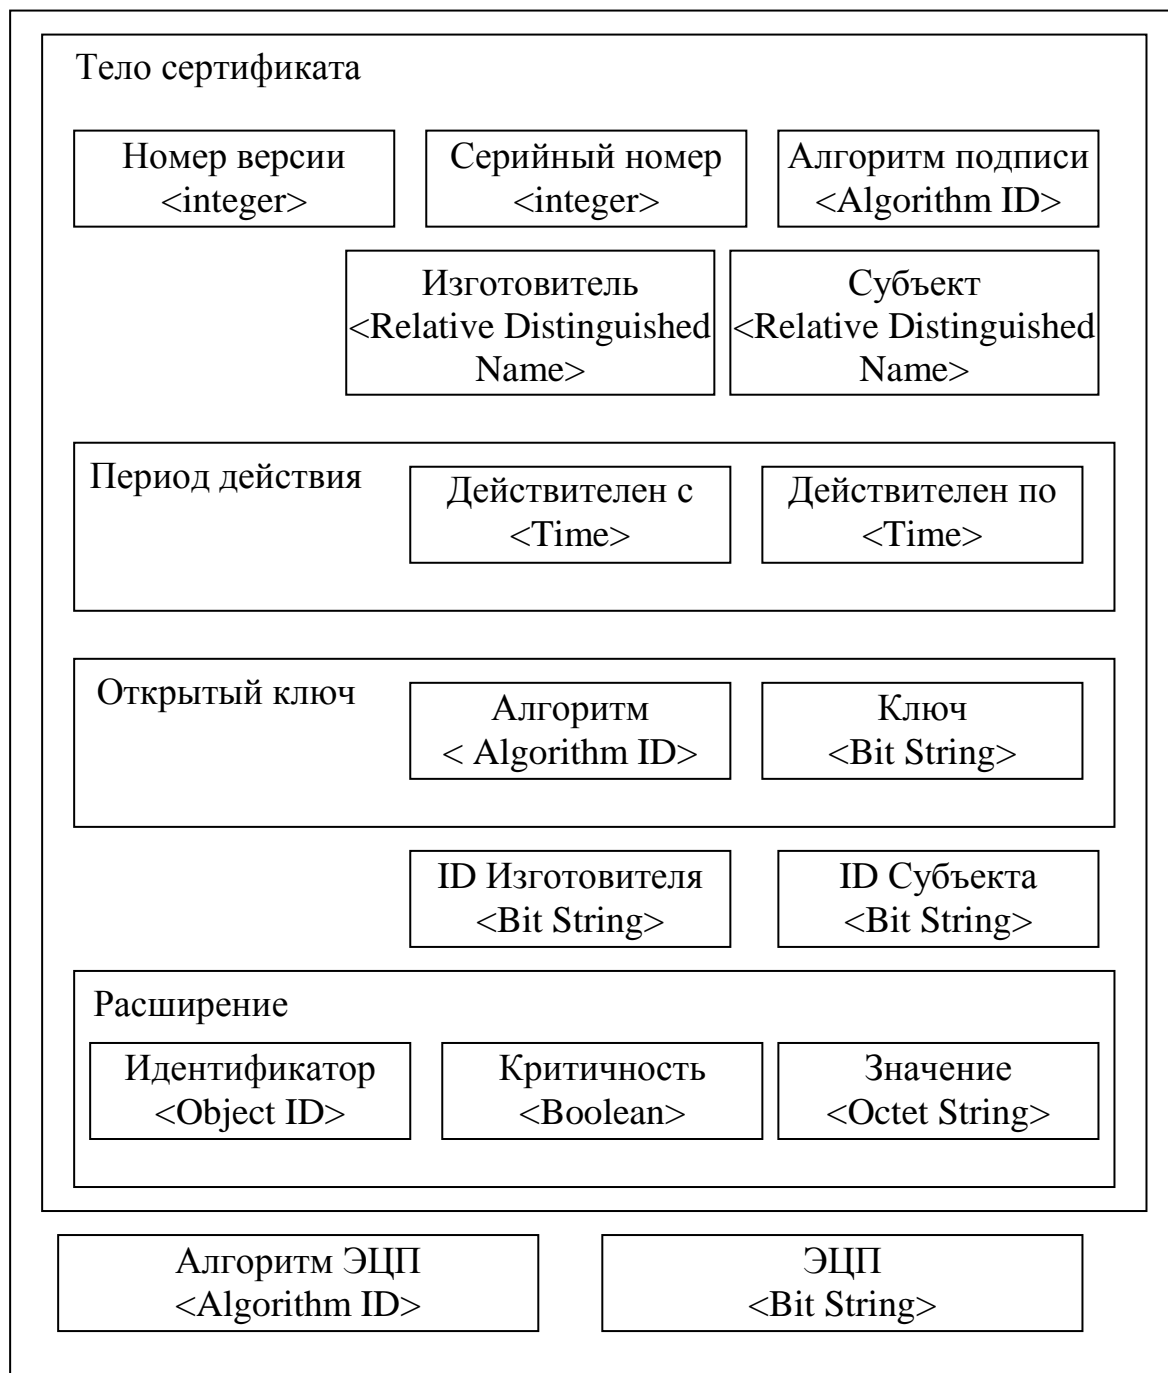 Тело сертификата
Номер версии
<integer>
Серийный номер
<integer>
Алгоритм подписи
<Algorithm ID>
Изготовитель
<Relative Distinguished
Name>
Субъект
<Relative Distinguished
Name>
Период действия
Действителен с
<Time>
Действителен по
<Time>
Открытый ключ
Алгоритм
< Algorithm ID>
Ключ
<Bit String>
ID Изготовителя
<Bit String>
ID Субъекта
<Bit String>
Расширение
Идентификатор
<Object ID>
Критичность
<Boolean>
Значение
<Octet String>
Алгоритм ЭЦП
<Algorithm ID>
ЭЦП
<Bit String>